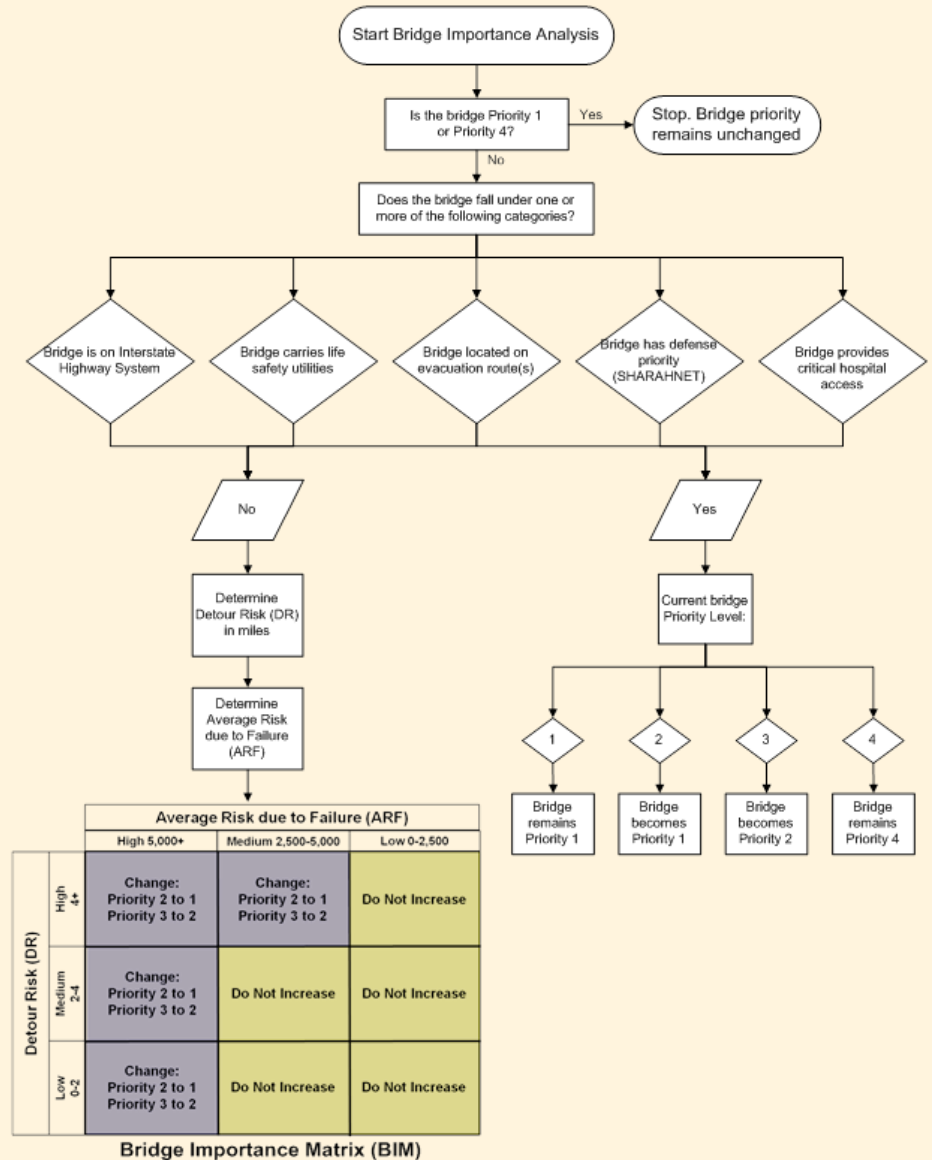 Start Bridge Importance Analysis
Is the bridge Priority 1
or Priority 4?
Yes
Stop. Bridge priority
remains unchanged
No
Does the bridge fall under one or
more of the following categories?
Bridge is on Interstate
Highway System
Bridge carries life
safety utilities
Bridge located on
evacuation route(s)
Bridge has defense
priority
(SHARAHNET)
Bridge provides
critical hospital
access
No
Yes
Determine
Detour Risk (DR)
in miles
Current bridge
Priority Level:
Determine
Average Risk
due to Failure
(ARF)
1
2
3
4
Bridge
remains
Priority 1
Bridge
becomes
Priority 1
Bridge
becomes
Priority 2
Bridge
remains
Priority 4
Average Risk due to Failure (ARF)
High 5,000+
Medium 2,500-5,000
Low 0-2,500
Detour Risk (DR)
High
4+
Change:
Priority 2 to 1
Priority 3 to 2
Change:
Priority 2 to 1
Priority 3 to 2
Do Not Increase
Medium
2-4
Change:
Priority 2 to 1
Priority 3 to 2
Do Not Increase
Do Not Increase
Low
0-2
Change:
Priority 2 to 1
Priority 3 to 2
Do Not Increase
Do Not Increase
Bridge Importance Matrix (BIM)